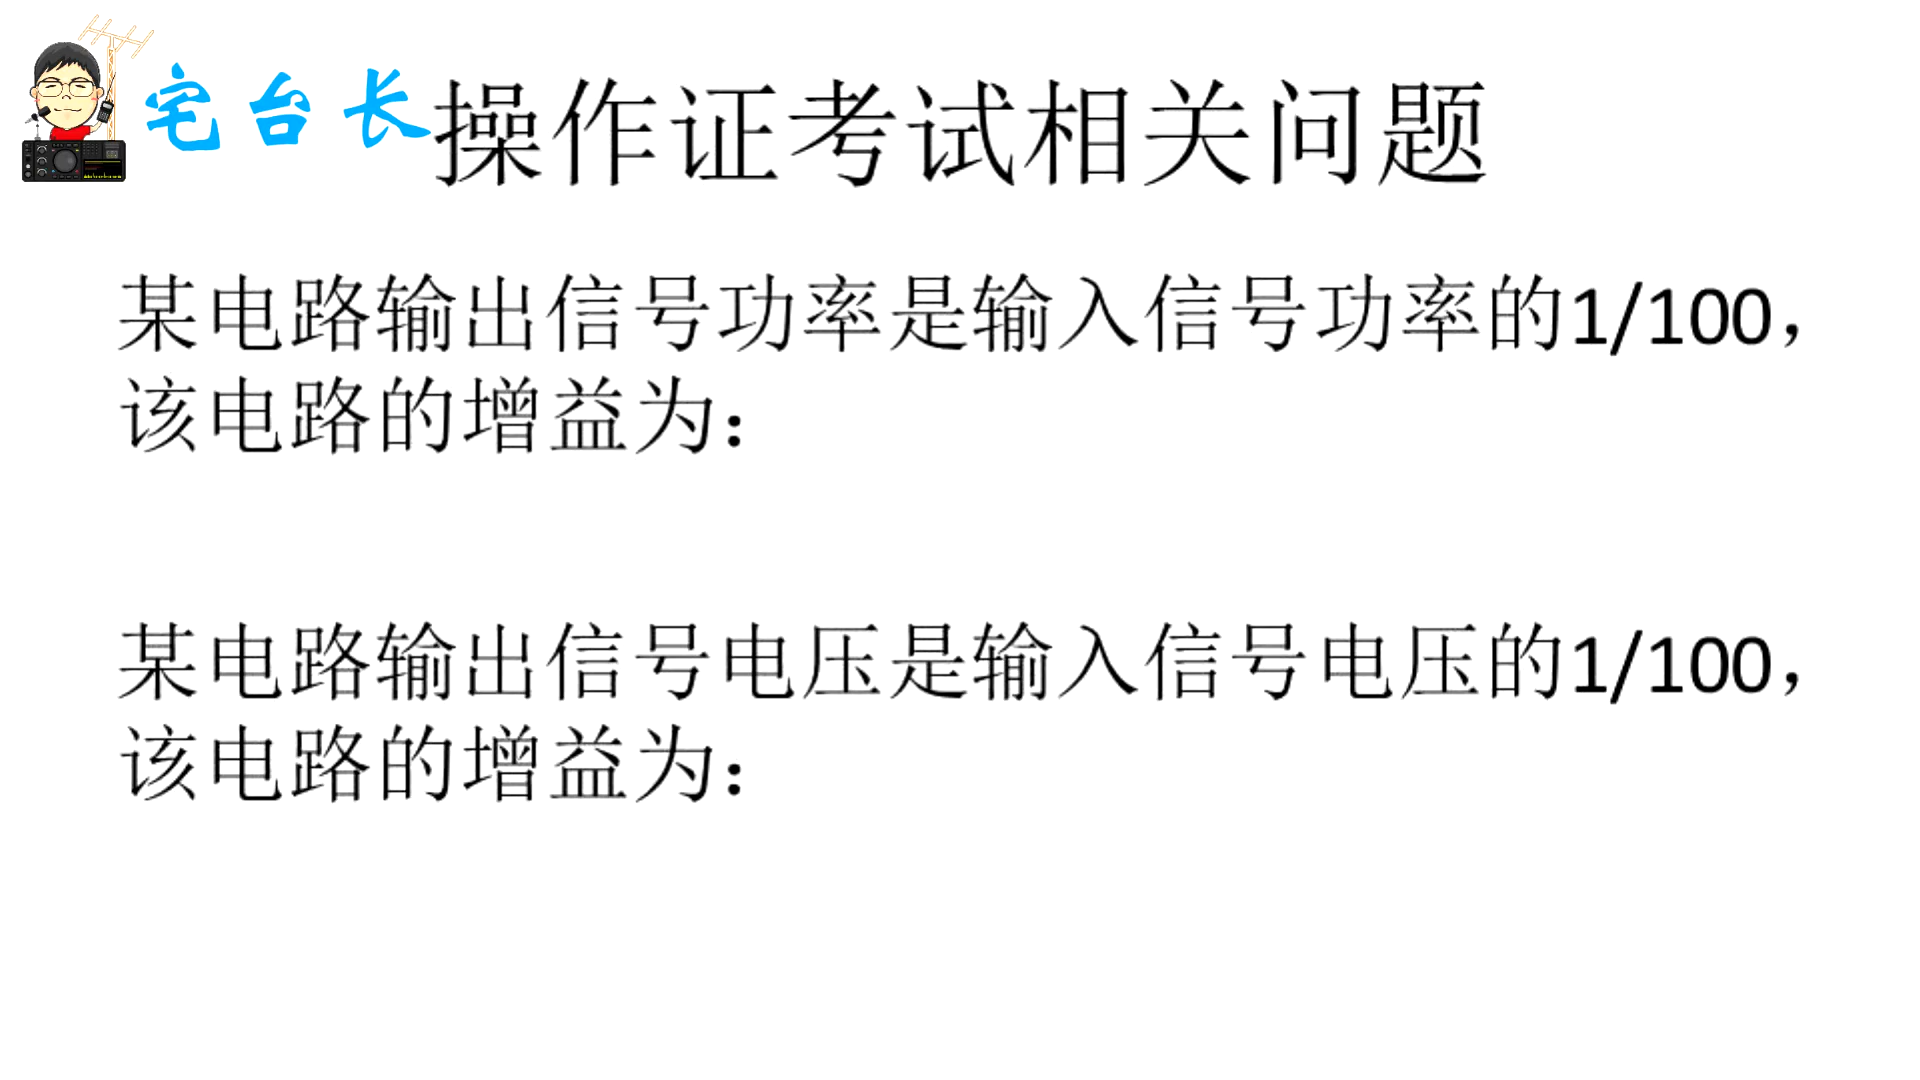 宅台长
操作证考试相关问题
某电路输出信号功率是输入信号功率的1/100，
该电路的增益为：
某电路输出信号电压是输入信号电压的1/100，
该电路的增益为：